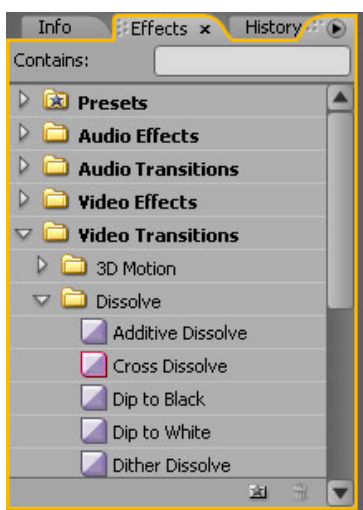 Info Effects x History
Contains:
Presets
Audio Effects
Audio Transitions
Video Effects
Video Transitions
3D Motion
Dissolve
Additive Dissolve
Cross Dissolve
Dip to Black
Dip to White
Dither Dissolve